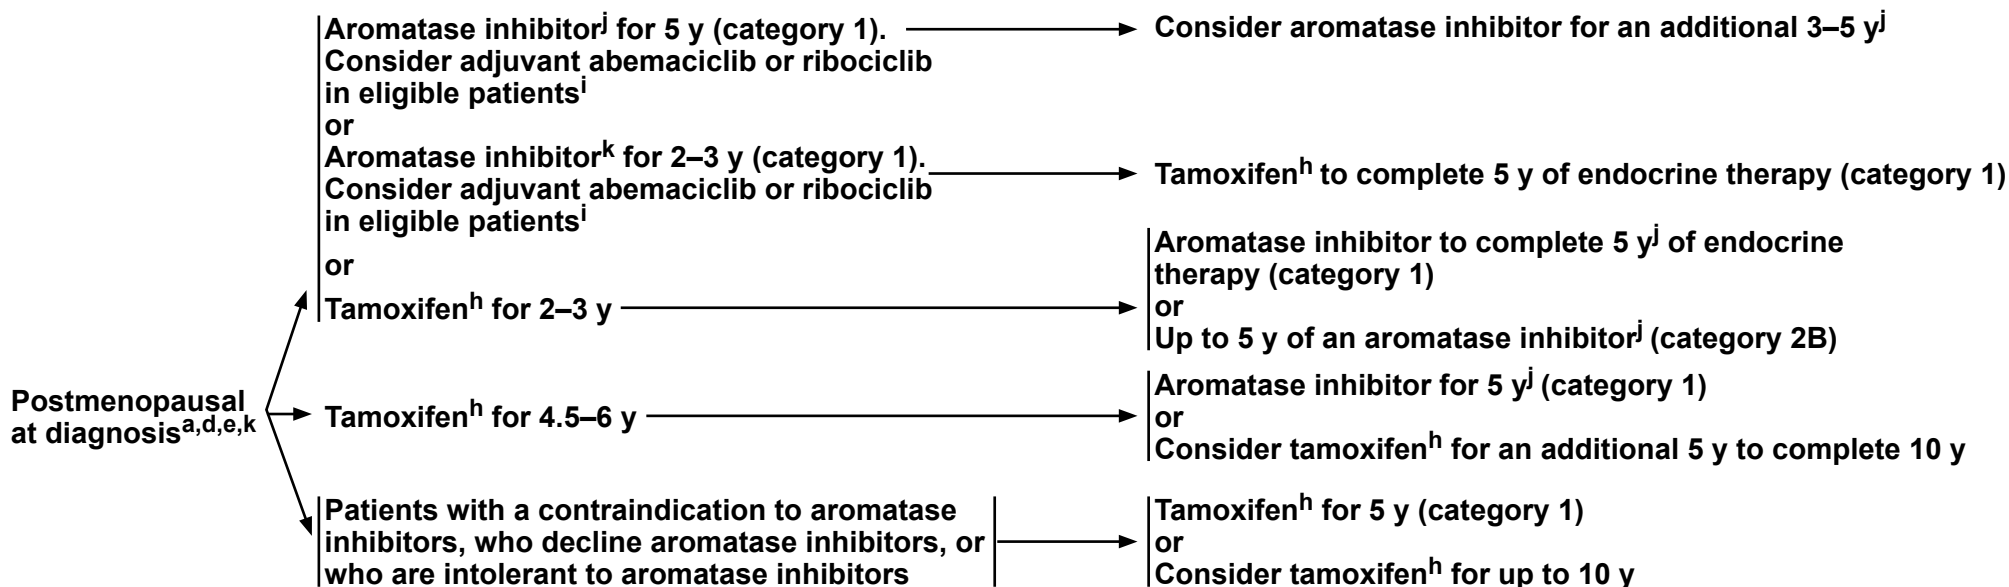 Aromatase inhibitorj for 5 y (category 1).
Consider adjuvant abemaciclib or ribociclib
in eligible patientsi
or
Aromatase inhibitork for 2–3 y (category 1).
Consider adjuvant abemaciclib or ribociclib
in eligible patientsi
or
Tamoxifenh for 2–3 y
Consider aromatase inhibitor for an additional 3–5 yj
Tamoxifenh to complete 5 y of endocrine therapy (category 1)
Aromatase inhibitor to complete 5 yj of endocrine
therapy (category 1)
or
Up to 5 y of an aromatase inhibitorj (category 2B)
Postmenopausal
at diagnosisa,d,e,k
Tamoxifenh for 4.5–6 y
Aromatase inhibitor for 5 yj (category 1)
or
Consider tamoxifenh for an additional 5 y to complete 10 y
Patients with a contraindication to aromatase
inhibitors, who decline aromatase inhibitors, or
who are intolerant to aromatase inhibitors
Tamoxifenh for 5 y (category 1)
or
Consider tamoxifenh for up to 10 y